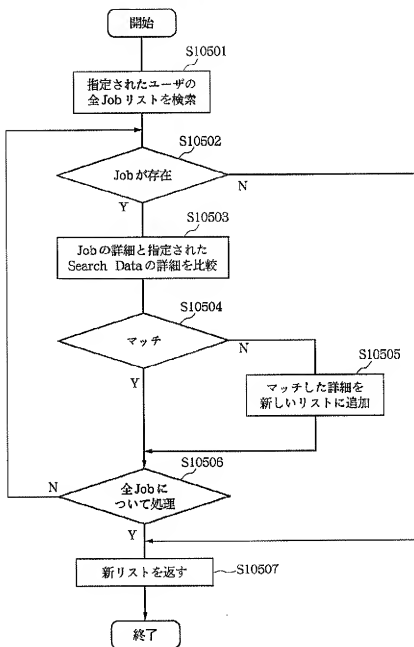 開始
S10501
指定されたユーザの
全Jobリストを検索
S10502
Jobが存在
N
Y
S10503
Jobの詳細と指定された
Search Dataの詳細を比較
S10504
マッチ
N
Y
S10505
マッチした詳細を
新しいリストに追加
S10506
全Jobに
ついて処理
N
Y
新リストを返す
S10507
終了